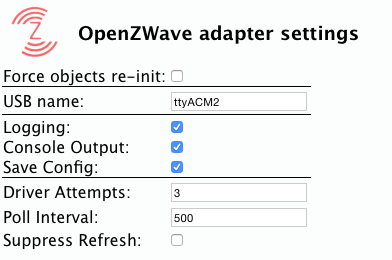 OpenZWave adapter settings
Force objects re-init:
USB name: ttyACM2
Logging:
Console Output:
Save Config:
Driver Attempts: 3
Poll Interval: 500
Suppress Refresh: